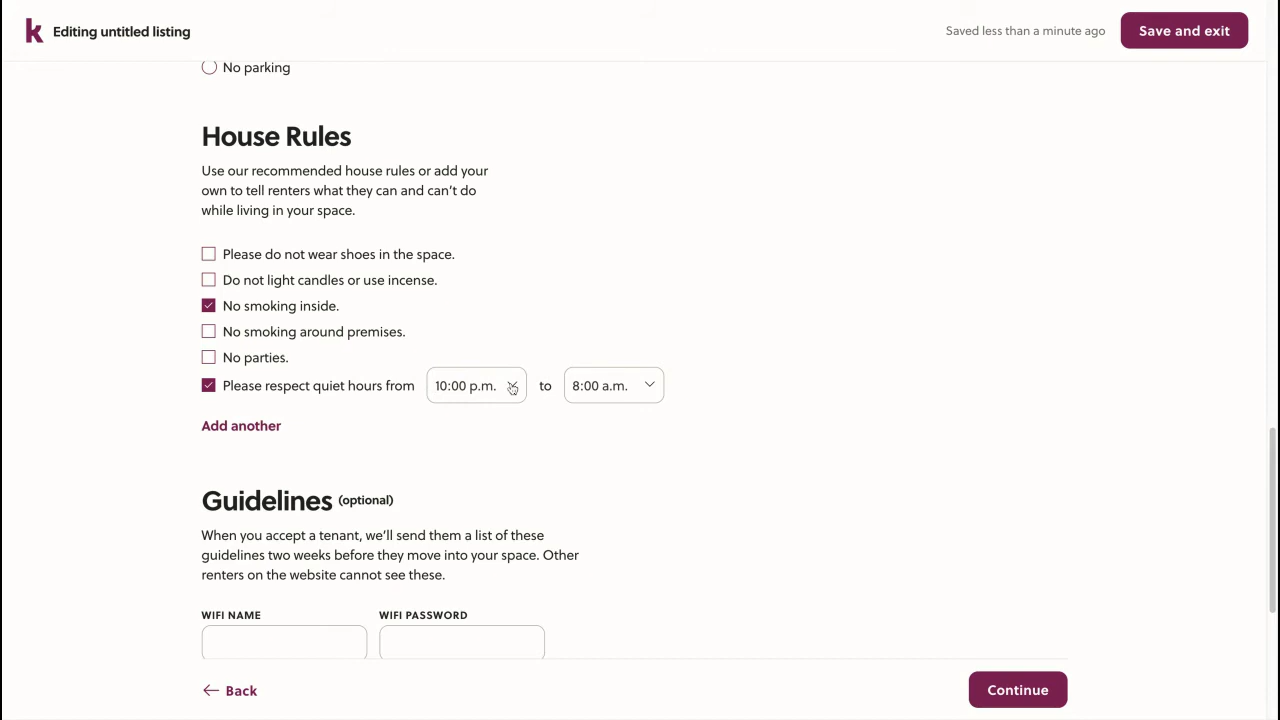 k Editing untitled listing
Saved less than a minute ago
Save and exit
No parking
House Rules
Use our recommended house rules or add your
own to tell renters what they can and can't do
while living in your space.
Please do not wear shoes in the space.
Do not light candles or use incense.
No smoking inside.
No smoking around premises.
No parties.
Please respect quiet hours from 10:00 p.m. to 8:00 a.m.
Add another
Guidelines (optional)
When you accept a tenant, we'll send them a list of these
guidelines two weeks before they move into your space. Other
renters on the website cannot see these.
WIFI NAME WIFI PASSWORD
Back
Continue